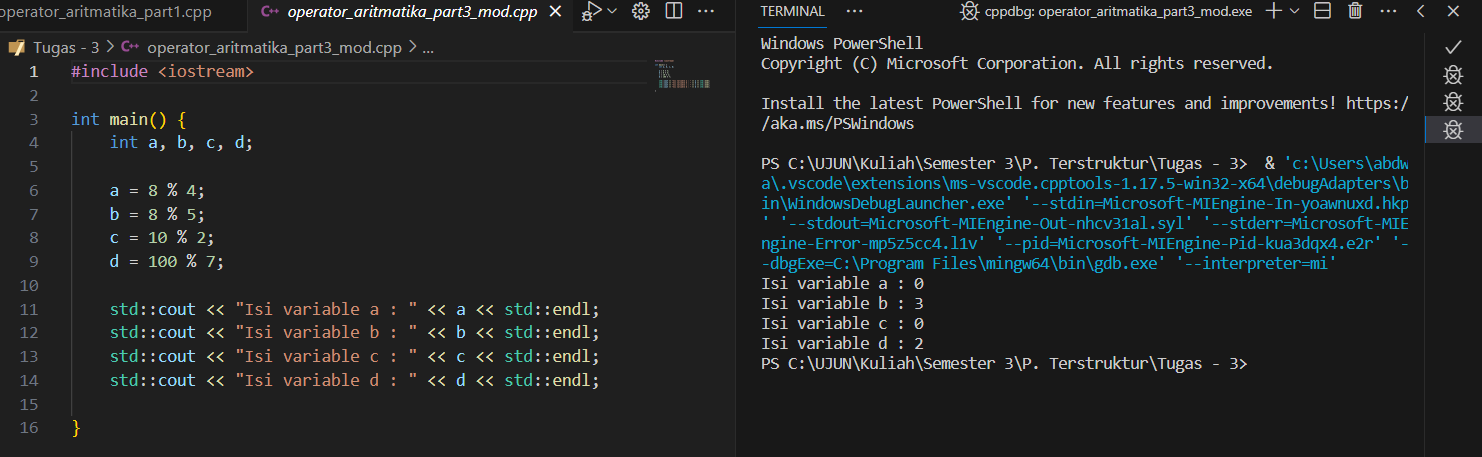 operator_aritmatika_part1.cpp
operator_aritmatika_part3_mod.cpp
Tugas - 3 > operator_aritmatika_part3_mod.cpp > ...
1 #include <iostream>
2
3 int main() {
4 int a, b, c, d;
5
6 a = 8 % 4;
7 b = 8 % 5;
8 c = 10 % 2;
9 d = 100 % 7;
10
11 std::cout << "Isi variable a : " << a << std::endl;
12 std::cout << "Isi variable b : " << b << std::endl;
13 std::cout << "Isi variable c : " << c << std::endl;
14 std::cout << "Isi variable d : " << d << std::endl;
15
16 }
TERMINAL ... cppdbg: operator_aritmatika_part3_mod.exe
Windows PowerShell
Copyright (C) Microsoft Corporation. All rights reserved.
Install the latest PowerShell for new features and improvements! https:/
/aka.ms/PSWindows
PS C:\UJUN\Kuliah\Semester 3\P. Terstruktur\Tugas - 3>  & 'c:\Users\abdw
a\.vscode\extensions\ms-vscode.cpptools-1.17.5-win32-x64\debugAdapters\b
in\WindowsDebugLauncher.exe' '--stdin=Microsoft-MIEngine-In-yoawnuxd.hkp
' '--stdout=Microsoft-MIEngine-Out-nhcv31al.syl' '--stderr=Microsoft-MIE
ngine-Error-mp5z5cc4.l1v' '--pid=Microsoft-MIEngine-Pid-kua3dqx4.e2r' '-
-dbgExe=C:\Program Files\mingw64\bin\gdb.exe' '--interpreter=mi'
Isi variable a : 0
Isi variable b : 3
Isi variable c : 0
Isi variable d : 2
PS C:\UJUN\Kuliah\Semester 3\P. Terstruktur\Tugas - 3>